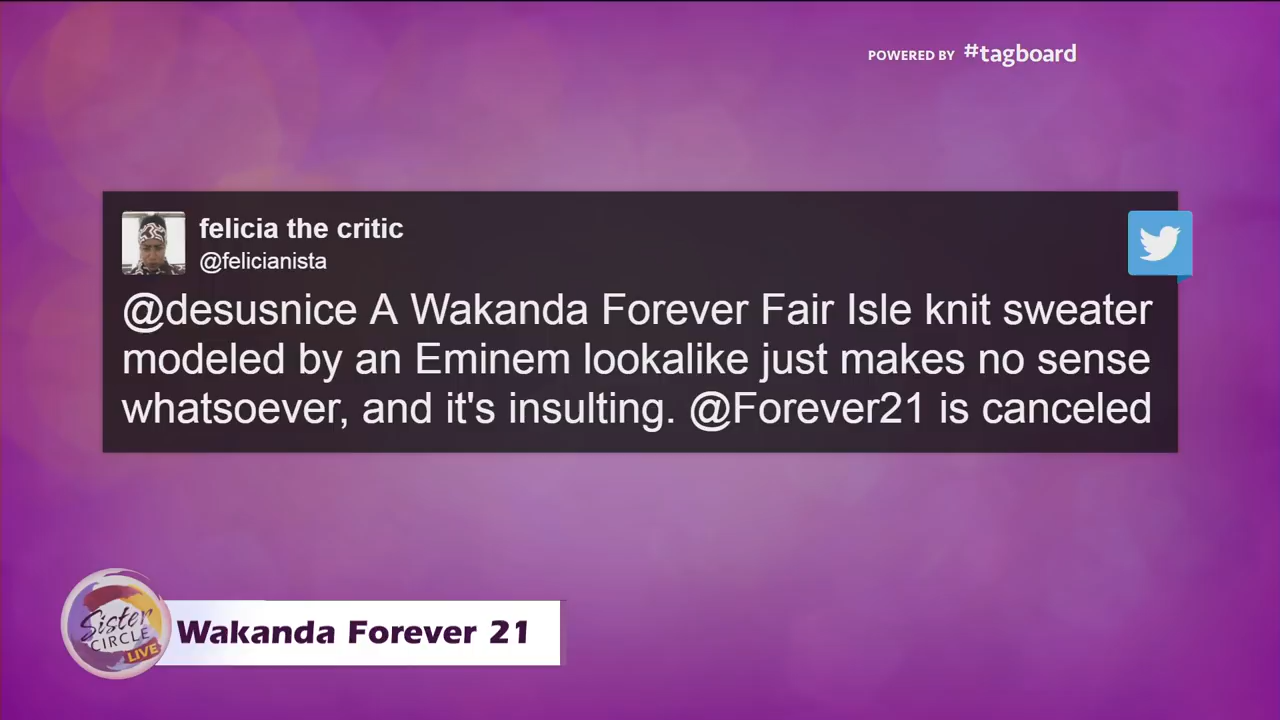 POWERED BY #tagboard
felicia the critic
@felicianista
@desusnice A Wakanda Forever Fair Isle knit sweater
modeled by an Eminem lookalike just makes no sense
whatsoever, and it's insulting. @Forever21 is canceled
Sister
CIRCLE
LIVE
Wakanda Forever 21